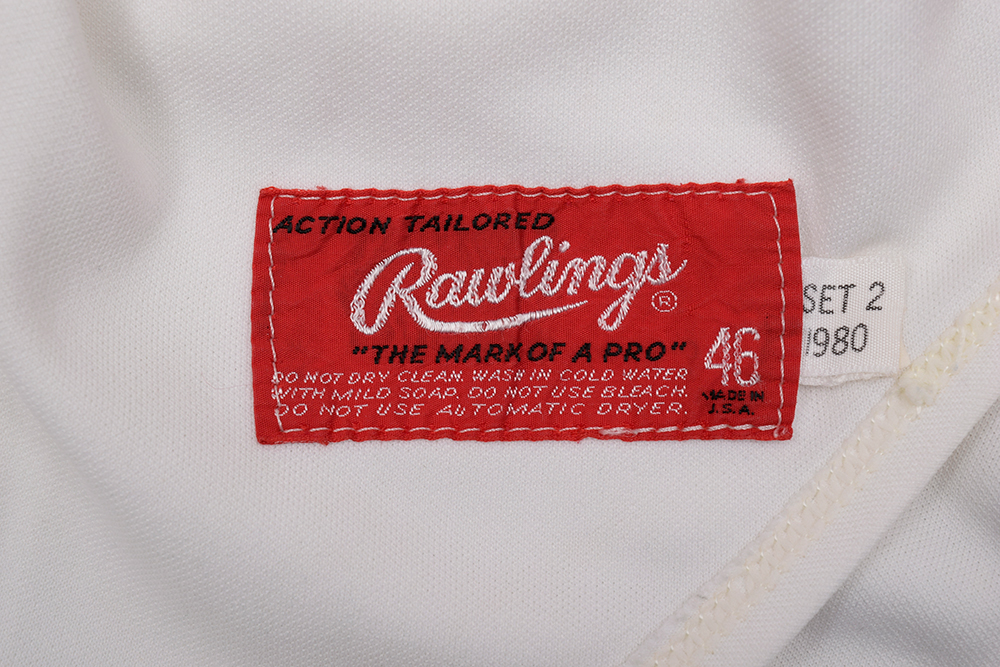 ACTION TAILORED
Rawlings ®
"THE MARK OF A PRO"
46
DO NOT DRY CLEAN. WASH IN COLD WATER
WITH MILD SOAP. DO NOT USE BLEACH.
DO NOT USE AUTOMATIC DRYER.
MADE IN
U.S.A.
SET 2
1980